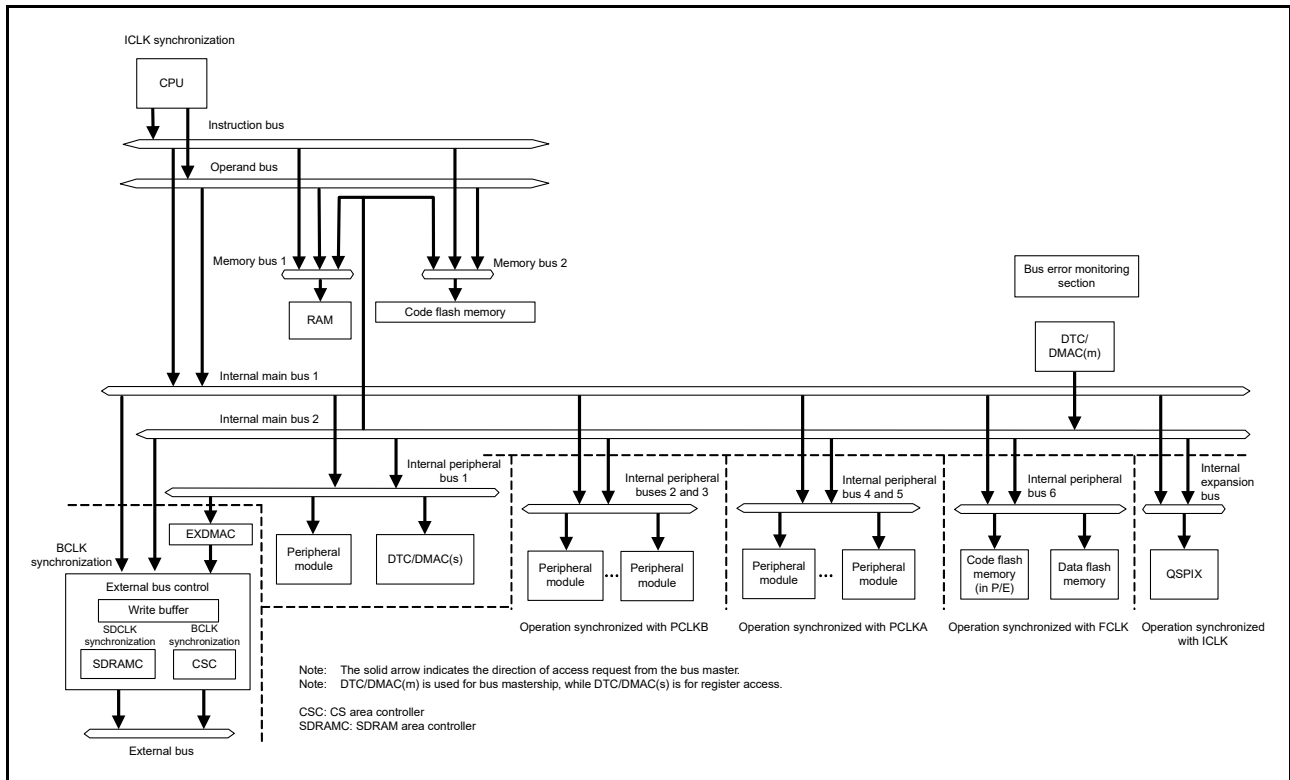 ICLK synchronization
CPU
Instruction bus
Operand bus
Memory bus 1
Memory bus 2
RAM
Code flash memory
Bus error monitoring
section
DTC/
DMAC(m)
Internal main bus 1
Internal main bus 2
Internal peripheral
bus 1
Internal peripheral
buses 2 and 3
Internal peripheral
bus 4 and 5
Internal peripheral
bus 6
Internal
expansion
bus
BCLK
synchronization
EXDMAC
Peripheral
module
DTC/DMAC(s)
Peripheral
module
...
Peripheral
module
Peripheral
module
...
Peripheral
module
Code flash
memory
(in P/E)
Data flash
memory
QSPIX
External bus control
Write buffer
SDCLK
synchronization
BCLK
synchronization
SDRAMC
CSC
External bus
Operation synchronized with PCLKB
Operation synchronized with PCLKA
Operation synchronized with FCLK
Operation synchronized
with ICLK
Note: The solid arrow indicates the direction of access request from the bus master.
Note: DTC/DMAC(m) is used for bus mastership, while DTC/DMAC(s) is for register access.
CSC: CS area controller
SDRAMC: SDRAM area controller